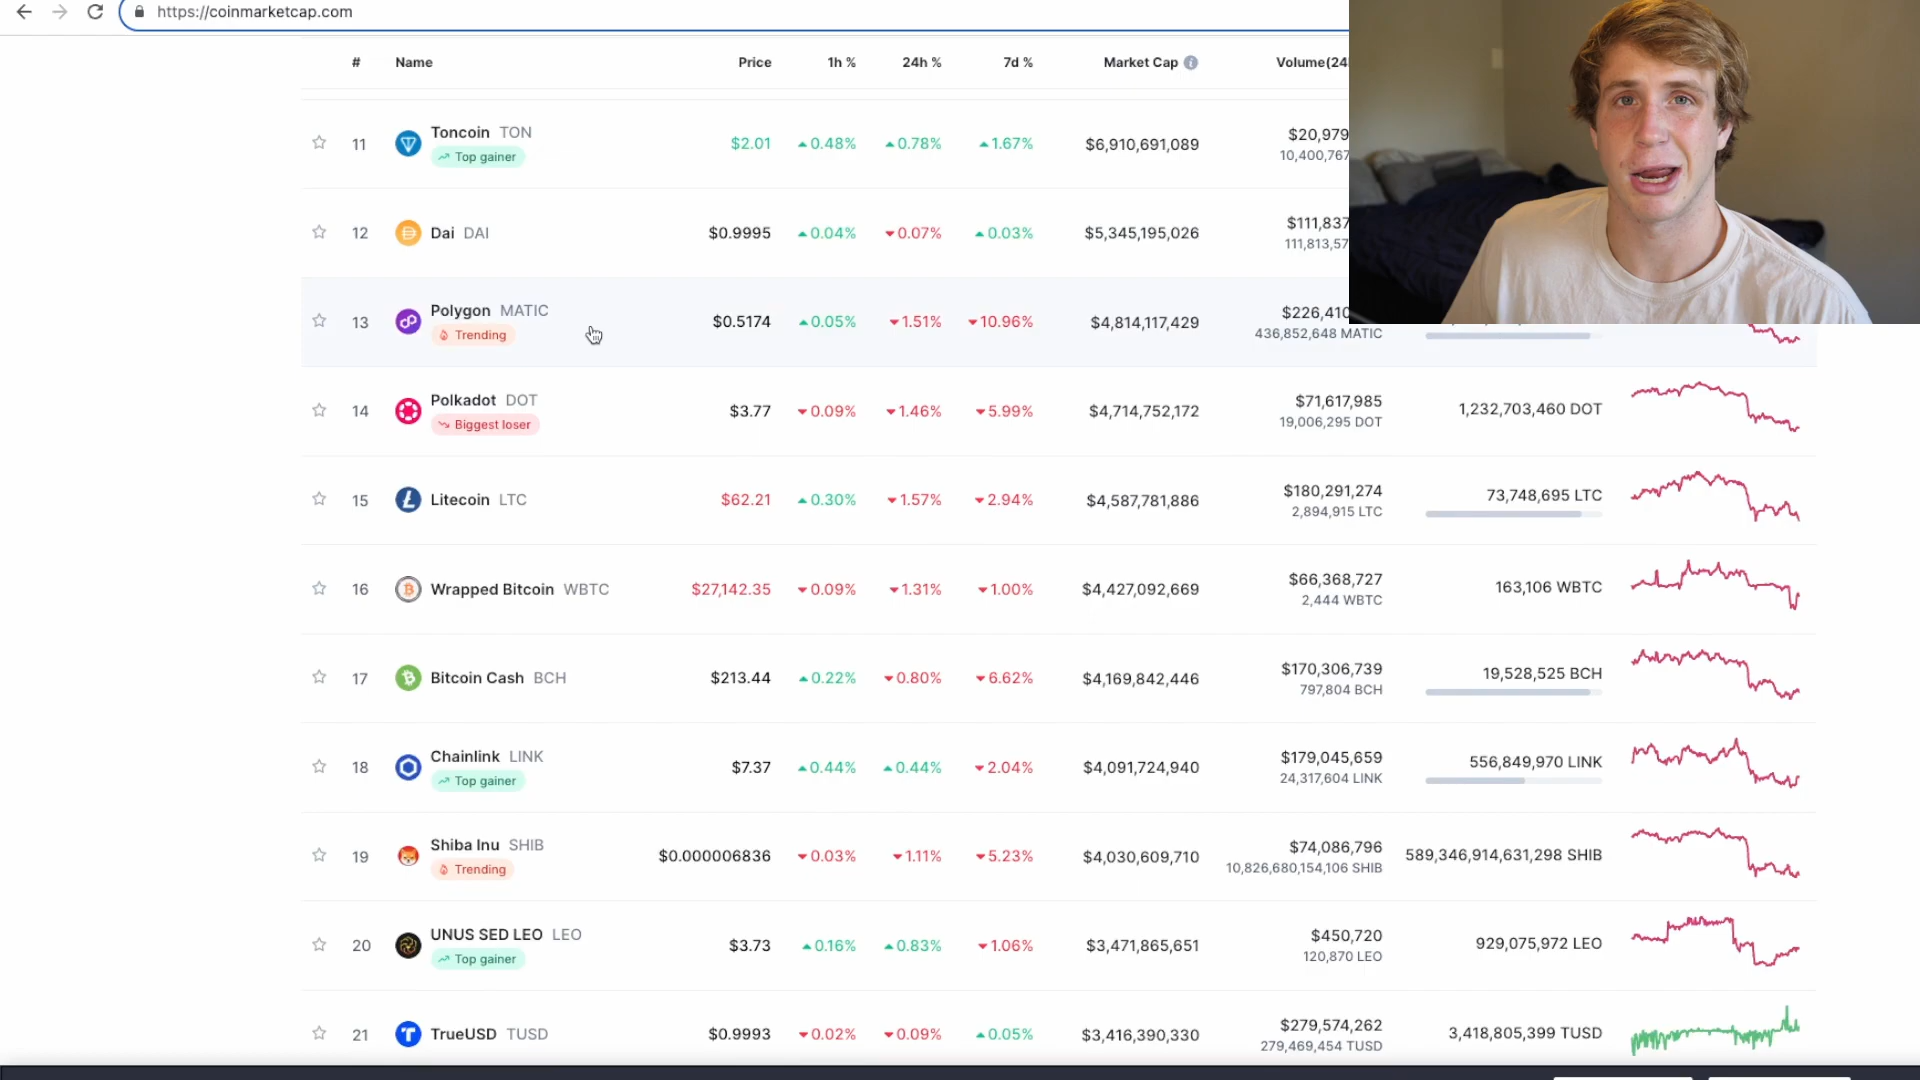 https://coinmarketcap.com
# Name Price 1h % 24h % 7d % Market Cap Volume(24
11 Toncoin TON $2.01 0.48% 0.78% 1.67% $6,910,691,089 $20,979
Top gainer 10,400,767
12 Dai DAI $0.9995 0.04% 0.07% 0.03% $5,345,195,026 $111,837
111,813,57
13 Polygon MATIC $0.5174 0.05% 1.51% 10.96% $4,814,117,429 $226,410
Trending 436,852,648 MATIC
14 Polkadot DOT $3.77 0.09% 1.46% 5.99% $4,714,752,172 $71,617,985 1,232,703,460 DOT
Biggest loser 19,006,295 DOT
15 Litecoin LTC $62.21 0.30% 1.57% 2.94% $4,587,781,886 $180,291,274 73,748,695 LTC
2,894,915 LTC
16 Wrapped Bitcoin WBTC $27,142.35 0.09% 1.31% 1.00% $4,427,092,669 $66,368,727 163,106 WBTC
2,444 WBTC
17 Bitcoin Cash BCH $213.44 0.22% 0.80% 6.62% $4,169,842,446 $170,306,739 19,528,525 BCH
797,804 BCH
18 Chainlink LINK $7.37 0.44% 0.44% 2.04% $4,091,724,940 $179,045,659 556,849,970 LINK
Top gainer 24,317,604 LINK
19 Shiba Inu SHIB $0.000006836 0.03% 1.11% 5.23% $4,030,609,710 $74,086,796 589,346,914,631,298 SHIB
Trending 10,826,680,154,106 SHIB
20 UNUS SED LEO LEO $3.73 0.16% 0.83% 1.06% $3,471,865,651 $450,720 929,075,972 LEO
Top gainer 120,870 LEO
21 TrueUSD TUSD $0.9993 0.02% 0.09% 0.05% $3,416,390,330 $279,574,262 3,418,805,399 TUSD
279,469,454 TUSD